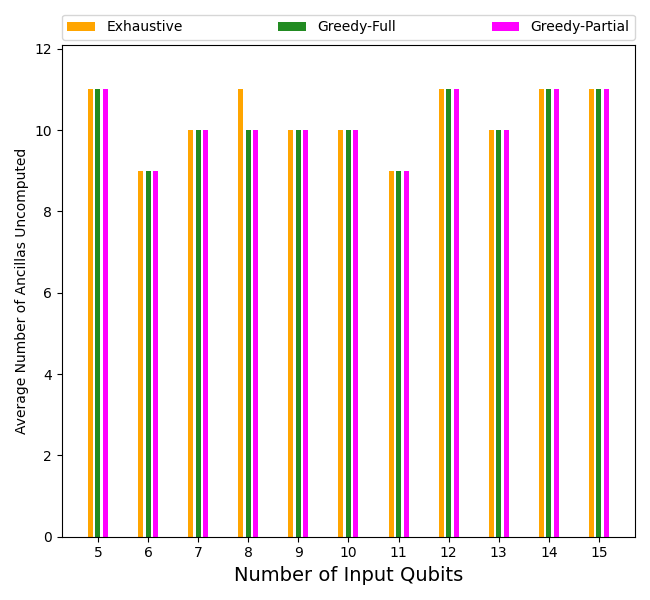 Exhaustive Greedy-Full Greedy-Partial
12
10
8
6
4
2
0
Average Number of Ancillas Uncomputed
5 6 7 8 9 10 11 12 13 14 15
Number of Input Qubits